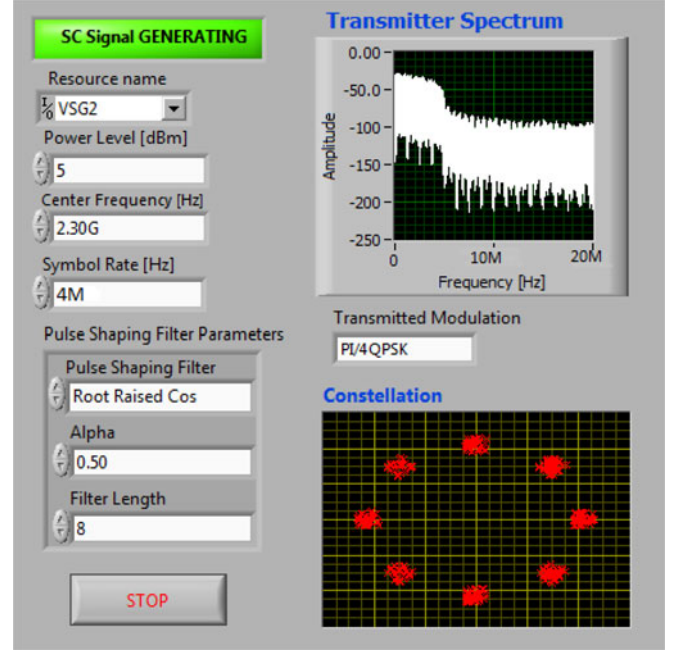 SC Signal GENERATING
Resource name
I/O VSG2
Power Level [dBm]
5
Center Frequency [Hz]
2.30G
Symbol Rate [Hz]
4M
Pulse Shaping Filter Parameters
Pulse Shaping Filter
Root Raised Cos
Alpha
0.50
Filter Length
8
STOP
Transmitter Spectrum
Amplitude
0.00
-50.0
-100
-150
-200
-250
0
10M
20M
Frequency [Hz]
Transmitted Modulation
PI/4QPSK
Constellation